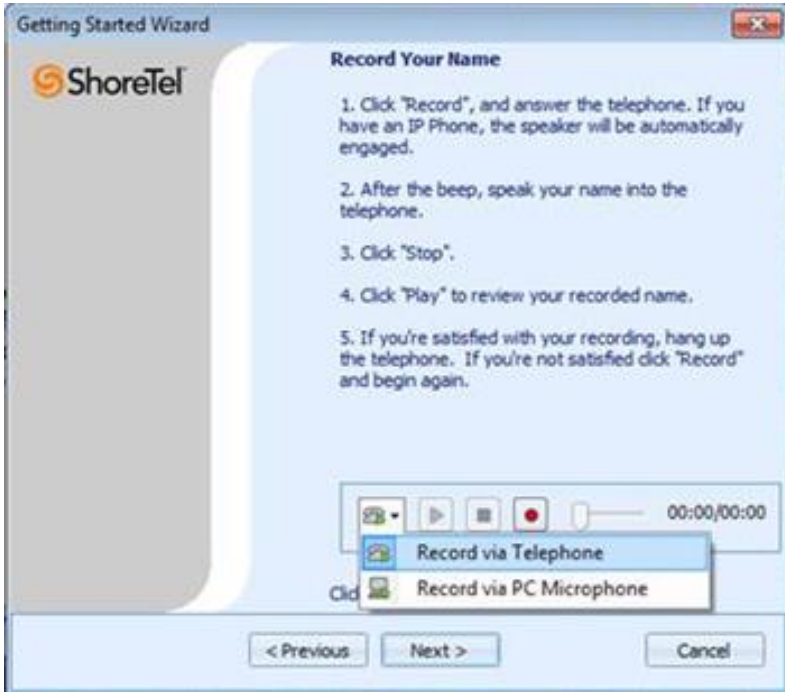 Getting Started Wizard
ShoreTel
Record Your Name
1. Click "Record", and answer the telephone. If you
have an IP Phone, the speaker will be automatically
engaged.
2. After the beep, speak your name into the
telephone.
3. Click "Stop".
4. Click "Play" to review your recorded name.
5. If you're satisfied with your recording, hang up
the telephone. If you're not satisfied click "Record"
and begin again.
00:00/00:00
Record via Telephone
Record via PC Microphone
< Previous
Next >
Cancel